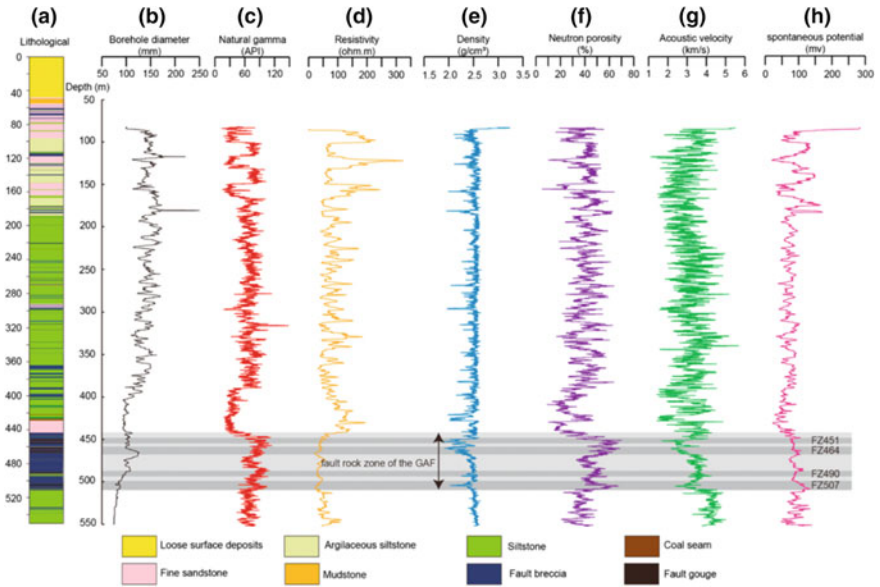 (a) (b) (c) (d) (e) (f) (g) (h)
Lithological Borehole diameter (mm) Natural gamma (API) Resistivity (ohm.m) Density (g/cm³) Neutron porosity (%) Acoustic velocity (km/s) spontaneous potential (mv)
50 100 150 200 250
0 60 120
0 100 200 300
1.5 2.0 2.5 3.0 3.5
0 20 40 60 80
1 2 3 4 5 6
0 100 200 300
Depth (m)
0
40
80
120
160
200
240
280
320
360
400
440
480
520
50
100
150
200
250
300
350
400
450
500
550
fault rock zone of the GAF
FZ451
FZ464
FZ490
FZ507
Loose surface deposits Argilaceous siltstone Siltstone Coal seam
Fine sandstone Mudstone Fault breccia Fault gouge